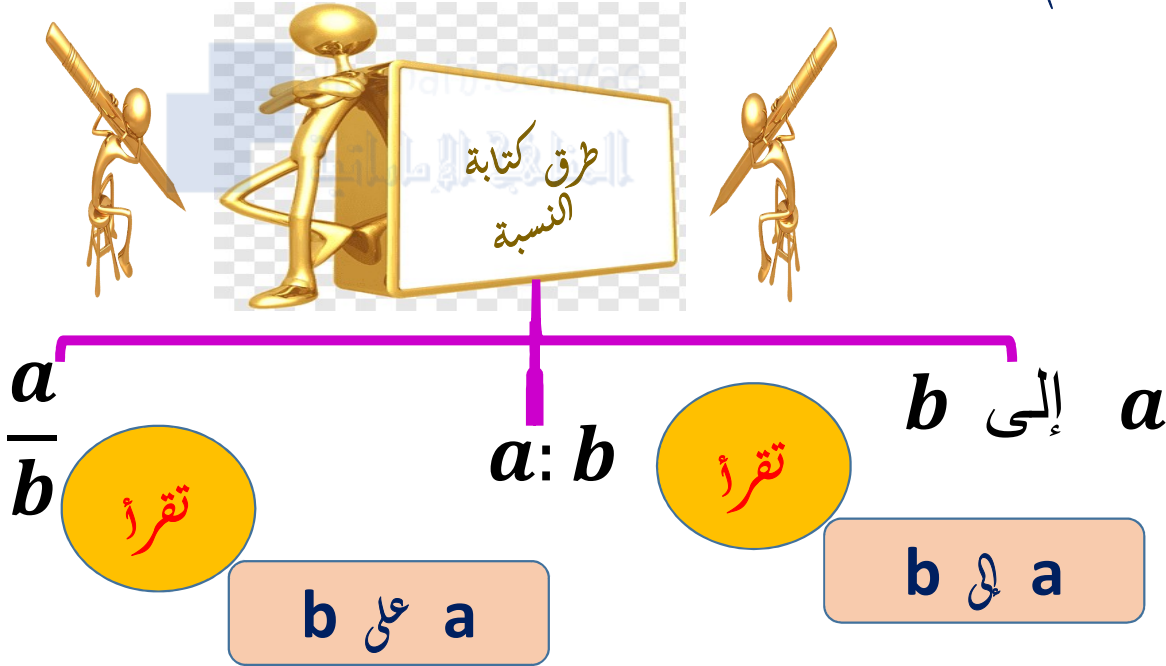 طرق كتابة
النسبة
a إلى b
a: b
a
b
تقرأ
تقرأ
a إلى b
a على b